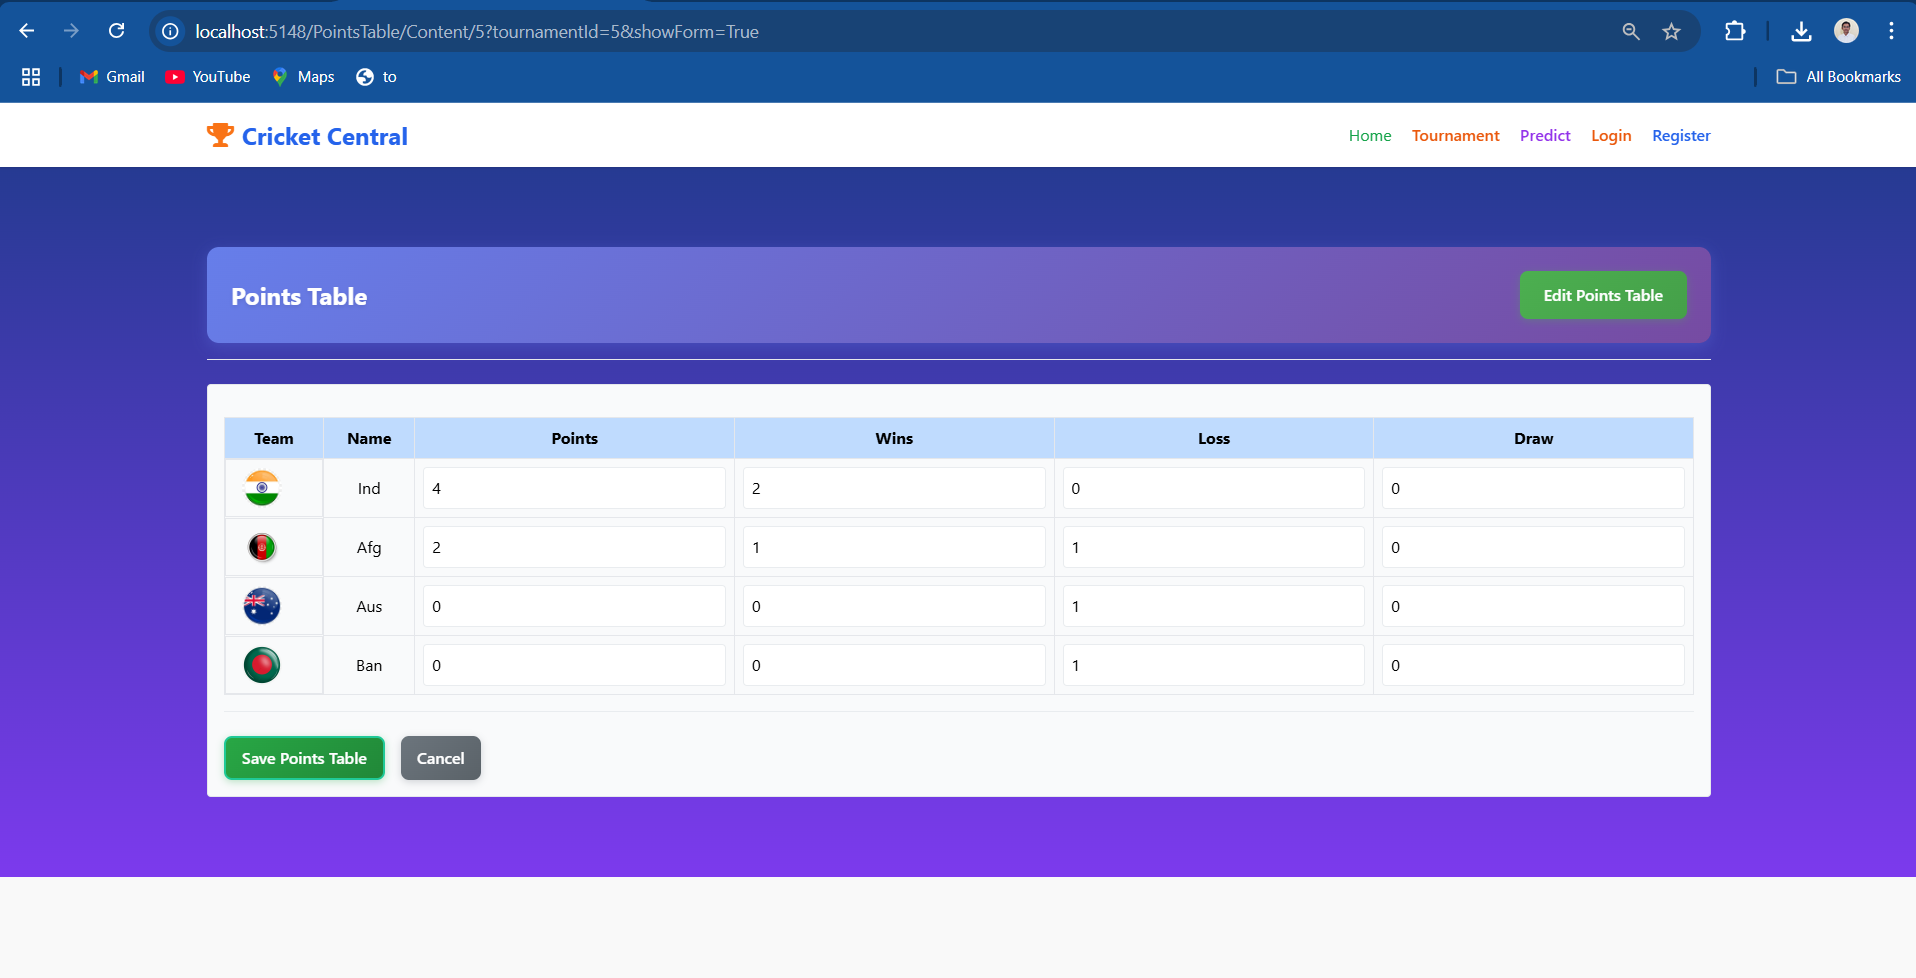 localhost:5148/PointsTable/Content/5?tournamentId=5&showForm=True
Gmail YouTube Maps to All Bookmarks
Cricket Central Home Tournament Predict Login Register
Points Table Edit Points Table
Team Name Points Wins Loss Draw
Ind 4 2 0 0
Afg 2 1 1 0
Aus 0 0 1 0
Ban 0 0 1 0
Save Points Table Cancel